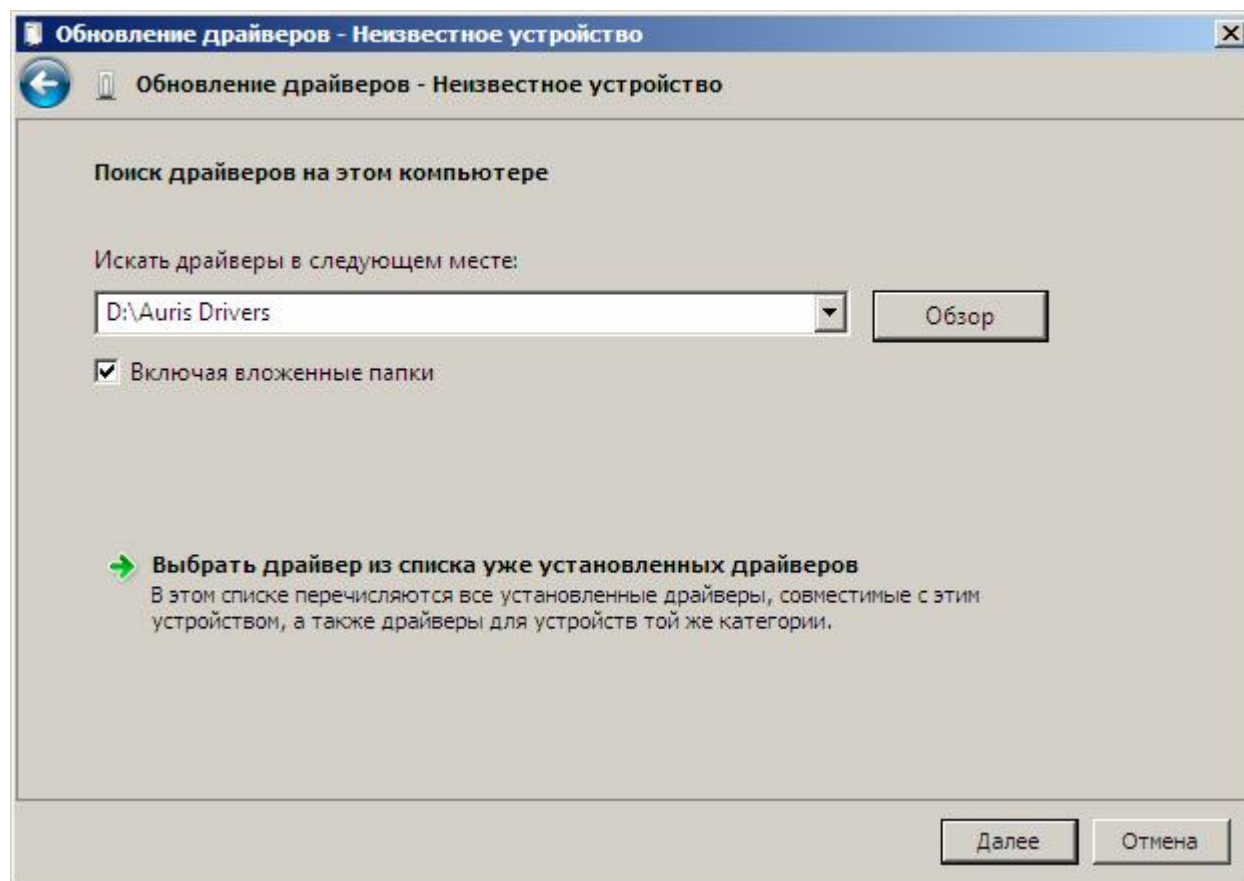 Обновление драйверов - Неизвестное устройство
Обновление драйверов - Неизвестное устройство
Поиск драйверов на этом компьютере
Искать драйверы в следующем месте:
D:\Auris Drivers
Обзор
Включая вложенные папки
Выбрать драйвер из списка уже установленных драйверов
В этом списке перечисляются все установленные драйверы, совместимые с этим
устройством, а также драйверы для устройств той же категории.
Далее
Отмена